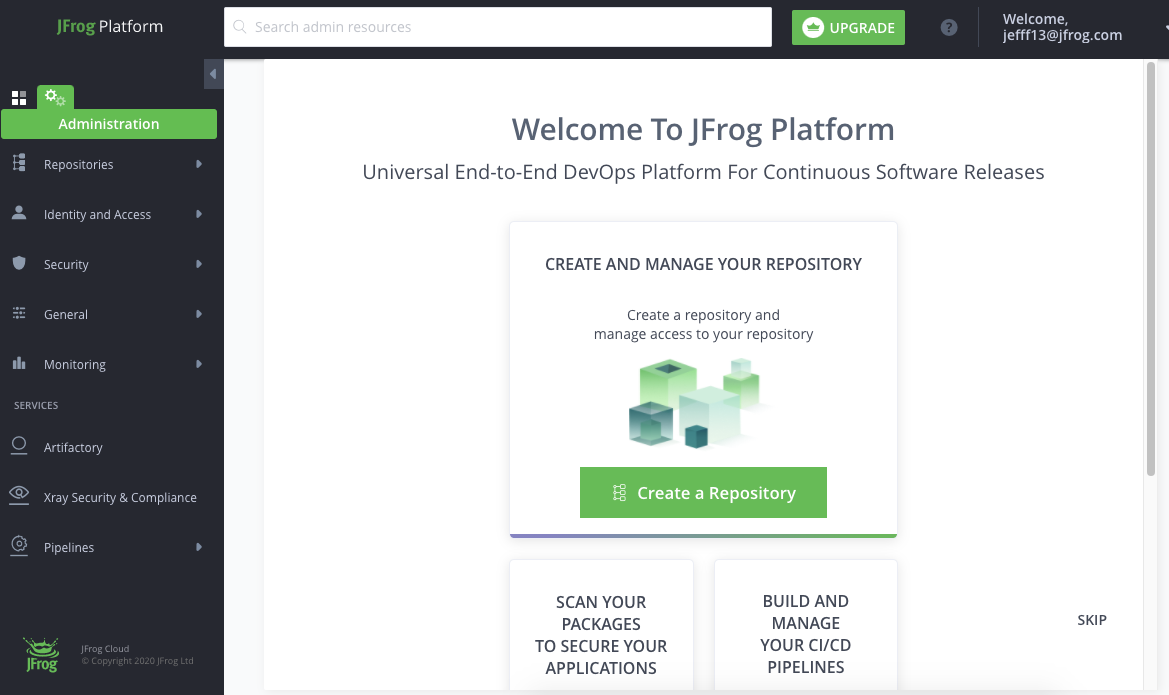 JFrog Platform
Search admin resources
UPGRADE
?
Welcome,
jefff13@jfrog.com
Administration
Repositories
Identity and Access
Security
General
Monitoring
SERVICES
Artifactory
Xray Security & Compliance
Pipelines
JFrog
JFrog Cloud
© Copyright 2020 JFrog Ltd
Welcome To JFrog Platform
Universal End-to-End DevOps Platform For Continuous Software Releases
CREATE AND MANAGE YOUR REPOSITORY
Create a repository and
manage access to your repository
Create a Repository
SCAN YOUR
PACKAGES
TO SECURE YOUR
APPLICATIONS
BUILD AND
MANAGE
YOUR CI/CD
PIPELINES
SKIP